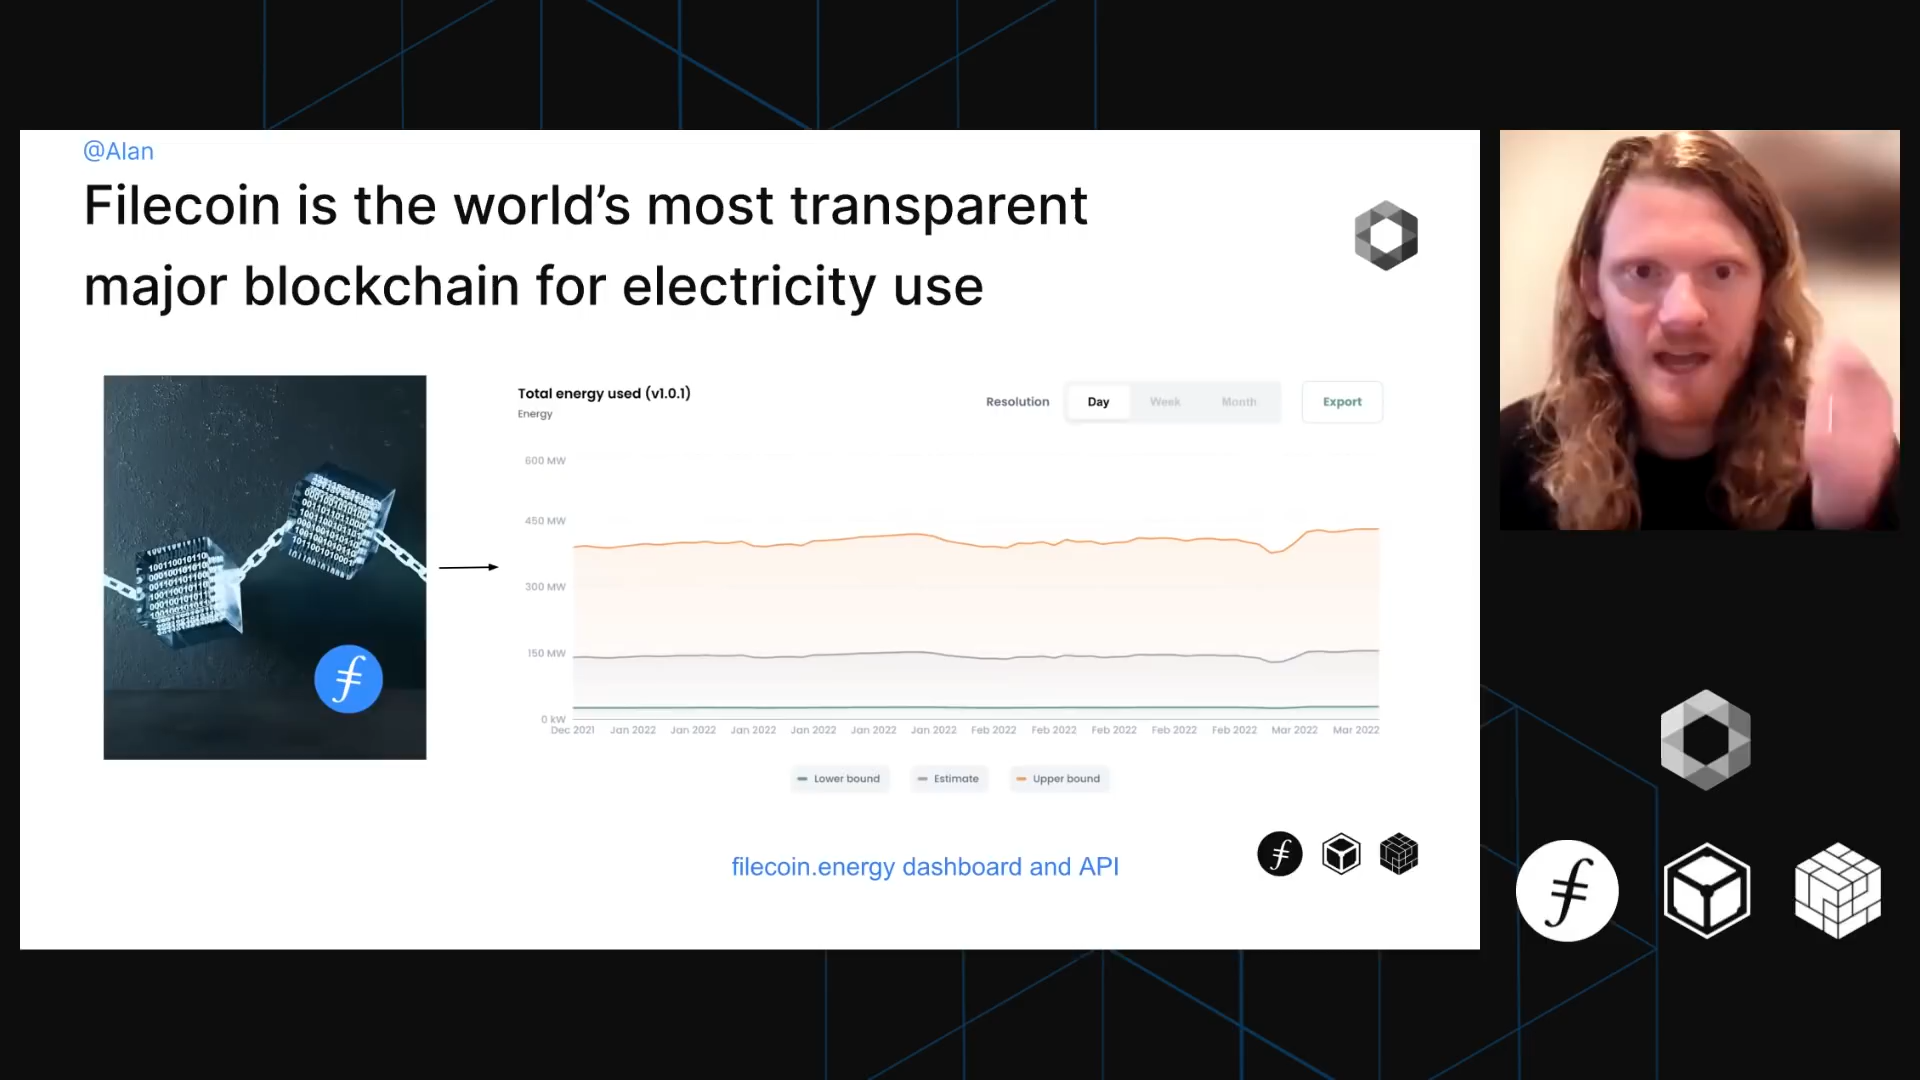 @Alan
Filecoin is the world’s most transparent
major blockchain for electricity use
Total energy used (v1.0.1)
Energy
Resolution
Day
Week
Month
Export
600 MW
450 MW
300 MW
150 MW
0 kW
Dec 2021 Jan 2022 Jan 2022 Jan 2022 Jan 2022 Jan 2022 Jan 2022 Feb 2022 Feb 2022 Feb 2022 Feb 2022 Feb 2022 Mar 2022 Mar 2022
Lower bound
Estimate
Upper bound
filecoin.energy dashboard and API